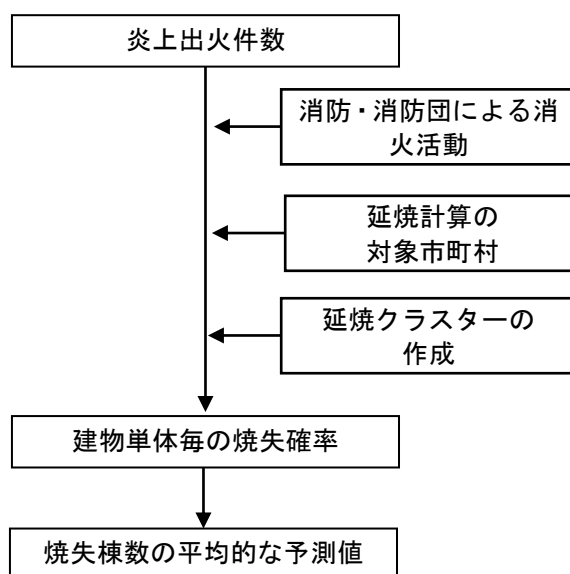 炎上出火件数
消防・消防団による消
火活動
延焼計算の
対象市町村
延焼クラスターの
作成
建物単体毎の焼失確率
焼失棟数の平均的な予測値